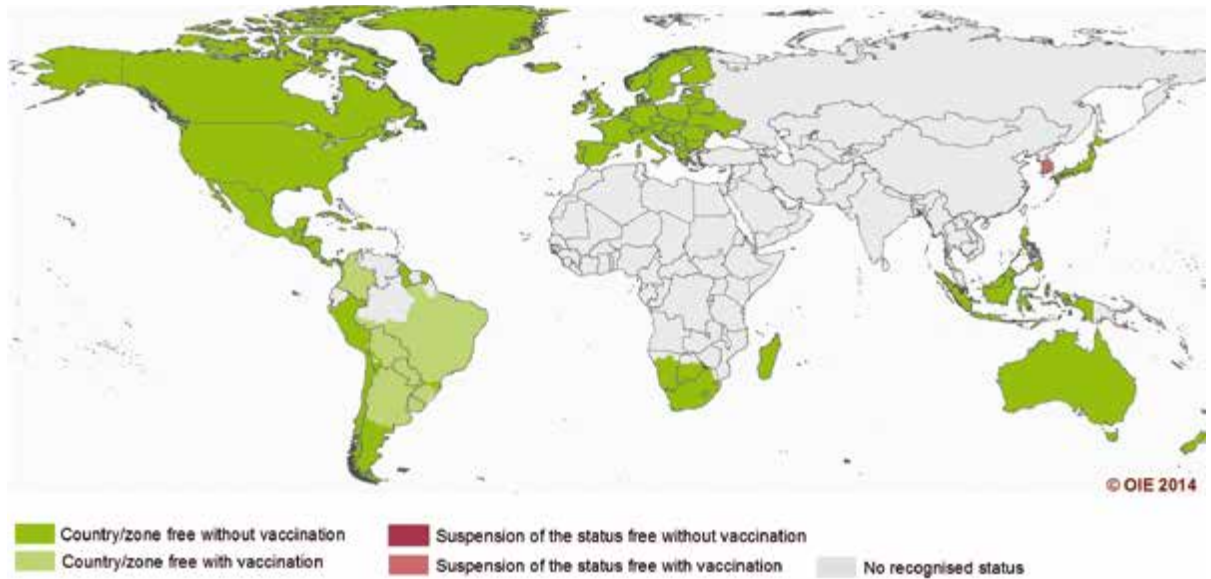 © OIE 2014
Country/zone free without vaccination
Country/zone free with vaccination
Suspension of the status free without vaccination
Suspension of the status free with vaccination
No recognised status